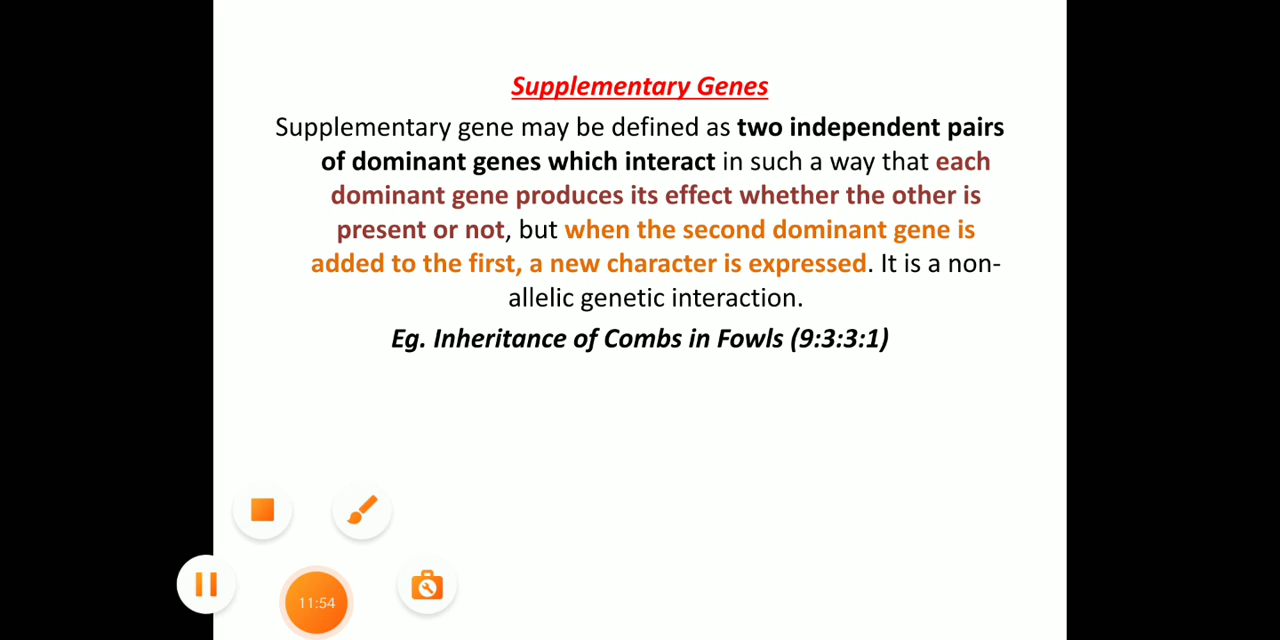 Supplementary Genes
Supplementary gene may be defined as two independent pairs
of dominant genes which interact in such a way that each
dominant gene produces its effect whether the other is
present or not, but when the second dominant gene is
added to the first, a new character is expressed. It is a non-
allelic genetic interaction.
Eg. Inheritance of Combs in Fowls (9:3:3:1)
11:54